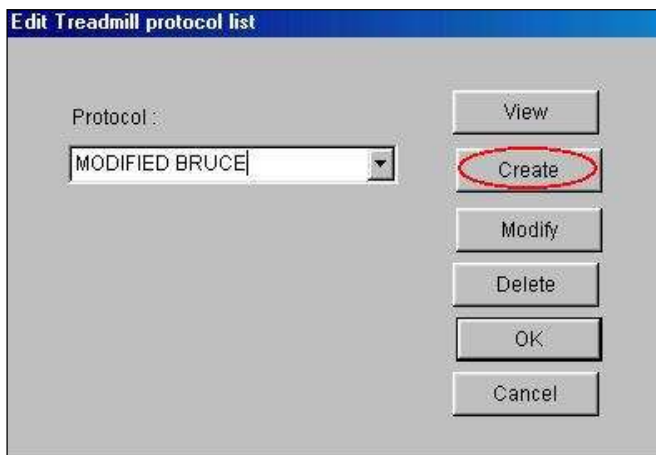 Edit Treadmill protocol list
Protocol :
MODIFIED BRUCE
View
Create
Modify
Delete
OK
Cancel